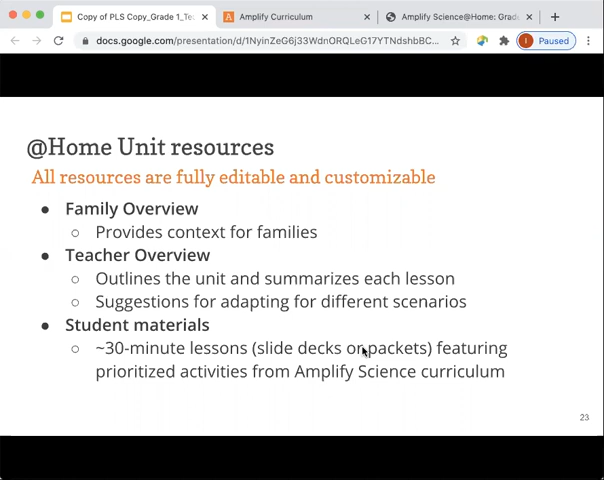 Copy of PLS Copy_Grade 1_Te
Amplify Curriculum
Amplify Science@Home: Grad
docs.google.com/presentation/d/1NyinZeG6j33WdnORQLeG17YTNdshbBC...
I Paused
@Home Unit resources
All resources are fully editable and customizable
● Family Overview
○ Provides context for families
● Teacher Overview
○ Outlines the unit and summarizes each lesson
○ Suggestions for adapting for different scenarios
● Student materials
○ ~30-minute lessons (slide decks or packets) featuring
prioritized activities from Amplify Science curriculum
23